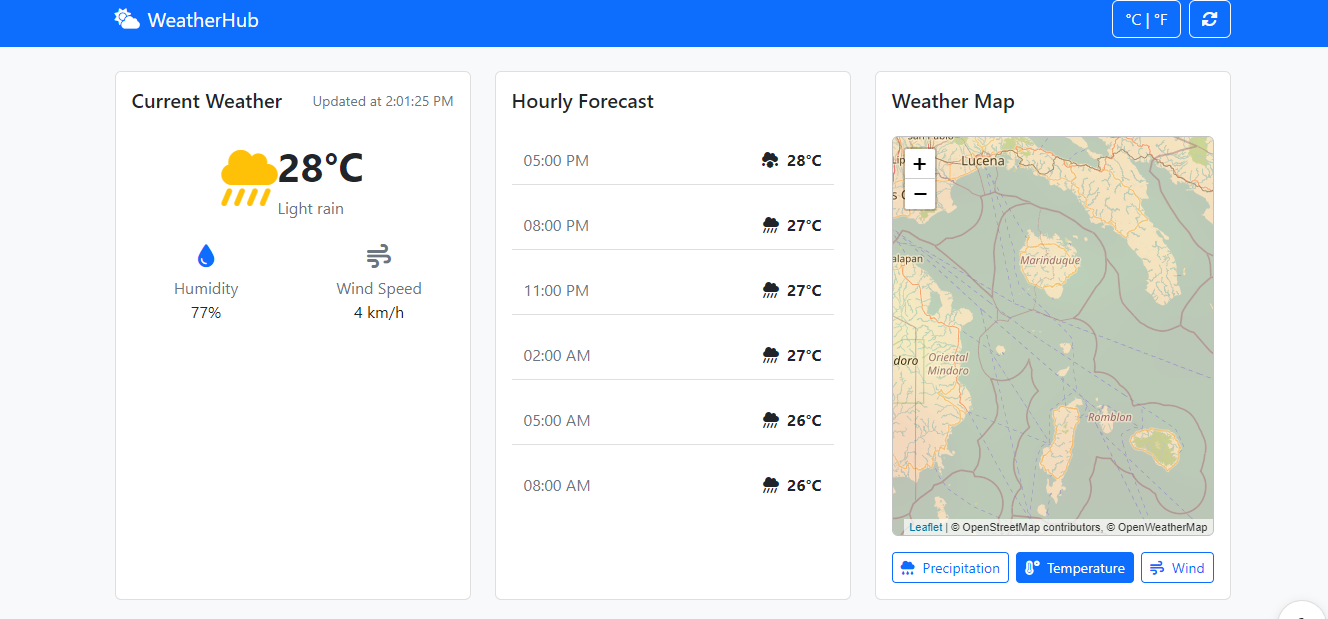 WeatherHub
°C | °F
Current Weather
Updated at 2:01:25 PM
28°C
Light rain
Humidity
77%
Wind Speed
4 km/h
Hourly Forecast
05:00 PM 28°C
08:00 PM 27°C
11:00 PM 27°C
02:00 AM 27°C
05:00 AM 26°C
08:00 AM 26°C
Weather Map
+
−
Lucena
Marinduque
alapan
doro
Oriental
Mindoro
Romblon
Leaflet | © OpenStreetMap contributors, © OpenWeatherMap
Precipitation
Temperature
Wind